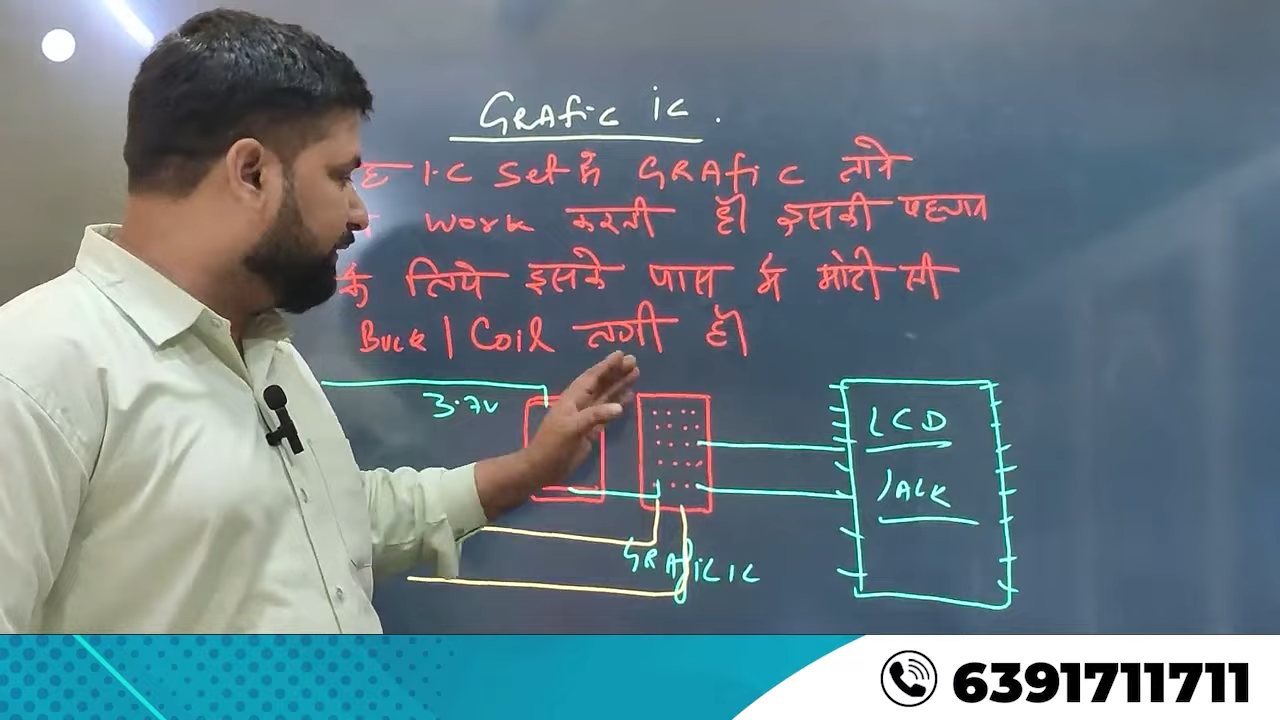 GRAfic ic .
I.C Set में GRAfic लाने
WORK करती है। इसकी पहचान
के लिये इसके पास में मोटी सी
Buck / Coil लगी है।
3.7v
LCD
JACK
GRAfic IC
6391711711